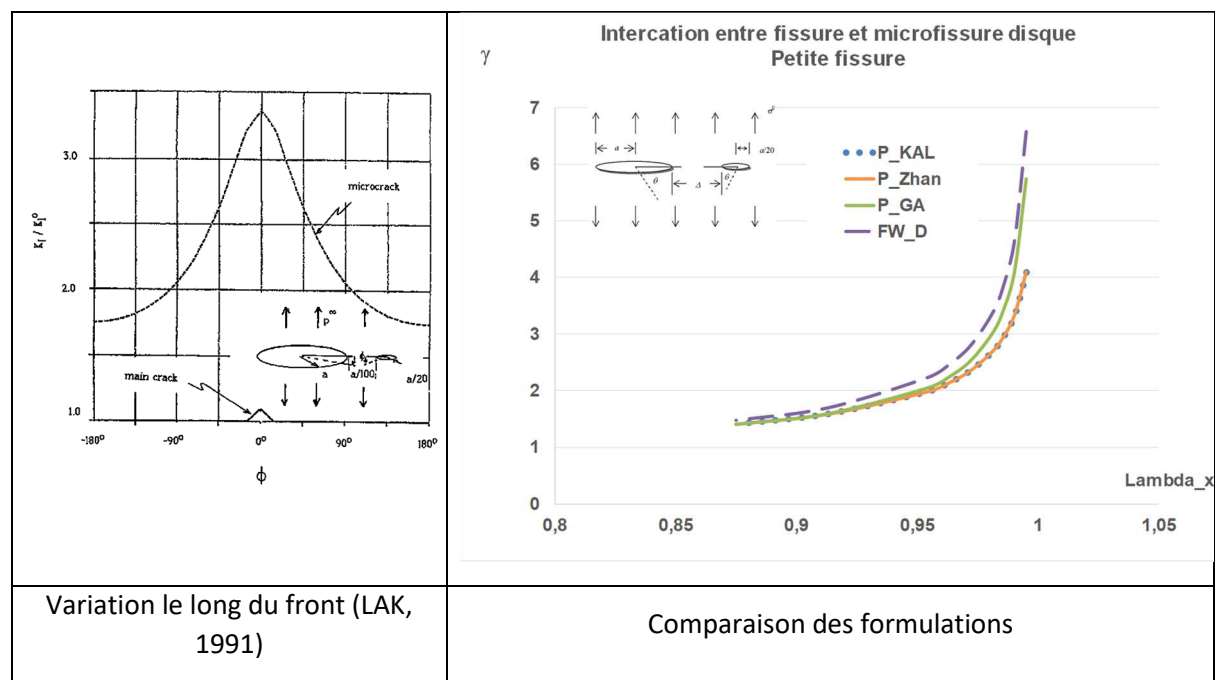 3.0
2.0
1.0
K_I / K_I^0
microcrack
p^∞
a
a/100
a/20
main crack
-180°
-90°
0°
90°
180°
ϕ
Intercation entre fissure et microfissure disque
Petite fissure
γ
7
6
5
4
3
2
1
0
a
a/20
θ
Δ
θ
P_KAL
P_Zhan
P_GA
FW_D
Lambda_x
0,8
0,85
0,9
0,95
1
1,05
Variation le long du front (LAK,
1991)
Comparaison des formulations